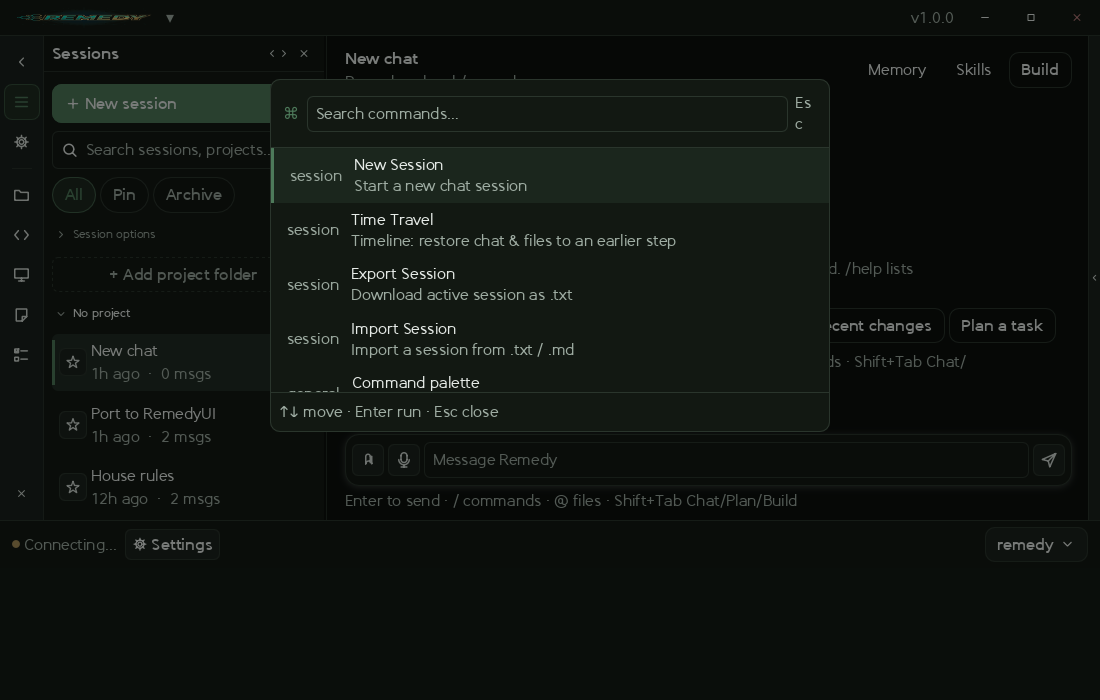 REMEDY ▼
v1.0.0
Sessions
+ New session
Search sessions, projects...
All Pin Archive
Session options
+ Add project folder
No project
New chat
1h ago · 0 msgs
Port to RemedyUI
1h ago · 2 msgs
House rules
12h ago · 2 msgs
New chat
Memory Skills Build
⌘ Search commands... Es
c
session New Session
Start a new chat session
session Time Travel
Timeline: restore chat & files to an earlier step
session Export Session
Download active session as .txt
session Import Session
Import a session from .txt / .md
general Command palette
↑↓ move · Enter run · Esc close
d. /help lists
ecent changes Plan a task
ds · Shift+Tab Chat/
Message Remedy
Enter to send · / commands · @ files · Shift+Tab Chat/Plan/Build
Connecting... Settings
remedy